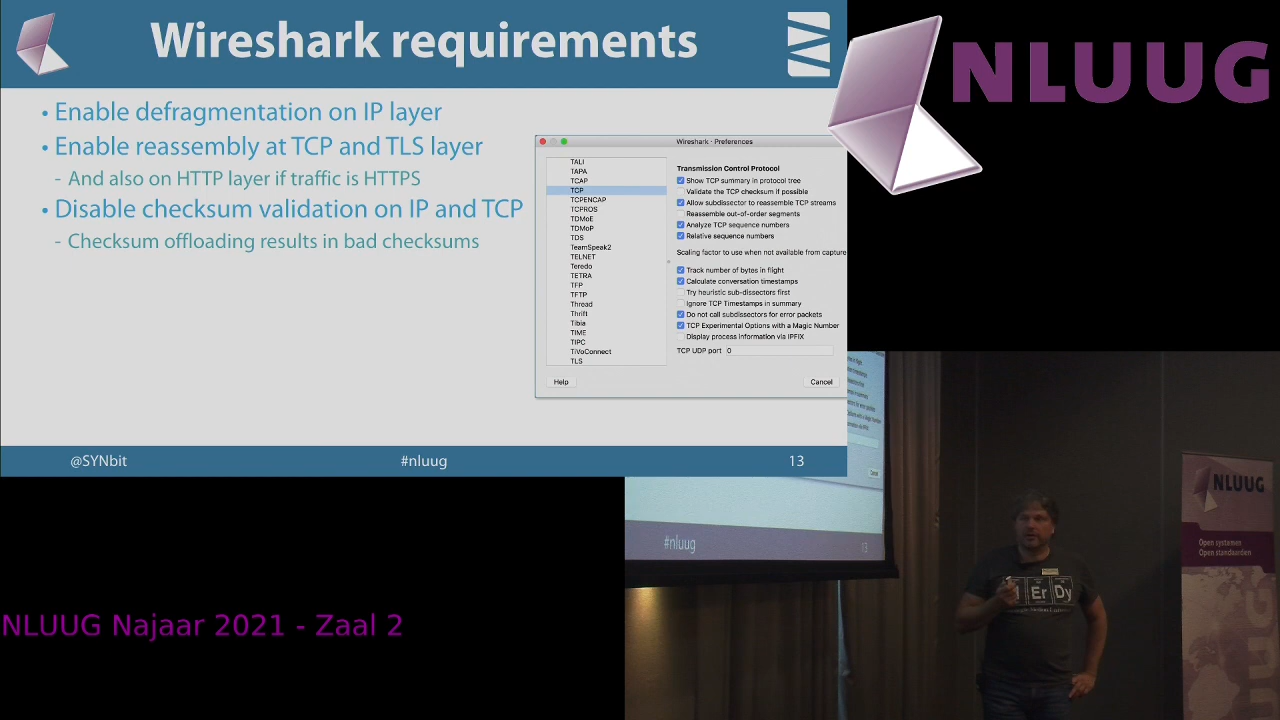 Wireshark requirements
• Enable defragmentation on IP layer
• Enable reassembly at TCP and TLS layer
- And also on HTTP layer if traffic is HTTPS
• Disable checksum validation on IP and TCP
- Checksum offloading results in bad checksums
Wireshark · Preferences
TALI
TAPA
TCAP
TCP
TCPENCAP
TCPROS
TDMoE
TDMoP
TDS
TeamSpeak2
TELNET
Teredo
TETRA
TFP
TFTP
Thread
Thrift
Tibia
TIME
TIPC
TiVoConnect
TLS
Transmission Control Protocol
Show TCP summary in protocol tree
Validate the TCP checksum if possible
Allow subdissector to reassemble TCP streams
Reassemble out-of-order segments
Analyze TCP sequence numbers
Relative sequence numbers
Scaling factor to use when not available from capture
Track number of bytes in flight
Calculate conversation timestamps
Try heuristic sub-dissectors first
Ignore TCP Timestamps in summary
Do not call subdissectors for error packets
TCP Experimental Options with a Magic Number
Display process information via IPFIX
TCP UDP port 0
Help
Cancel
@SYNbit
#nluug
13
NLUUG
#nluug
13
ErDy
NLUUG
Open systemen
Open standaarden
NLUUG Najaar 2021 - Zaal 2